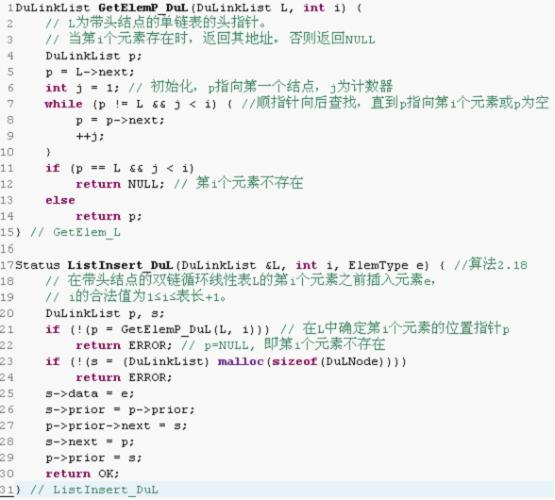 1DuLinkList GetElemP_DuL(DuLinkList L, int i) {
2 // L为带头结点的单链表的头指针。
3 // 当第i个元素存在时，返回其地址，否则返回NULL
4 DuLinkList p;
5 p = L->next;
6 int j = 1; // 初始化，p指向第一个结点，j为计数器
7 while (p != L && j < i) { //顺指针向后查找，直到p指向第i个元素或p为空
8 p = p->next;
9 ++j;
10 }
11 if (p == L && j < i)
12 return NULL; // 第i个元素不存在
13 else
14 return p;
15} // GetElem_L
16
17Status ListInsert_DuL(DuLinkList &L, int i, ElemType e) { //算法2.18
18 // 在带头结点的双链循环线性表L的第i个元素之前插入元素e，
19 // i的合法值为1≤i≤表长+1。
20 DuLinkList p, s;
21 if (!(p = GetElemP_DuL(L, i))) // 在L中确定第i个元素的位置指针p
22 return ERROR; // p=NULL, 即第i个元素不存在
23 if (!(s = (DuLinkList) malloc(sizeof(DuLNode))))
24 return ERROR;
25 s->data = e;
26 s->prior = p->prior;
27 p->prior->next = s;
28 s->next = p;
29 p->prior = s;
30 return OK;
31} // ListInsert_DuL